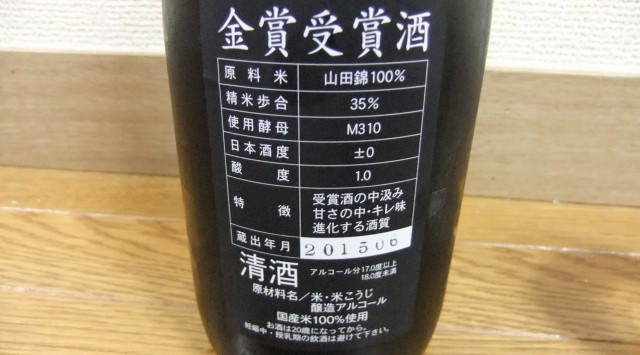 金賞受賞酒
原料米 山田錦100%
精米歩合 35%
使用酵母 M310
日本酒度 ±0
酸度 1.0
特徴 受賞酒の中汲み
甘さの中・キレ味
進化する酒質
蔵出年月 201506
清酒 アルコール分17.0度以上
18.0度未満
原材料名/米・米こうじ
醸造アルコール
国産米100%使用
お酒は20歳になってから。
妊娠中・授乳期の飲酒は避けて下さい。